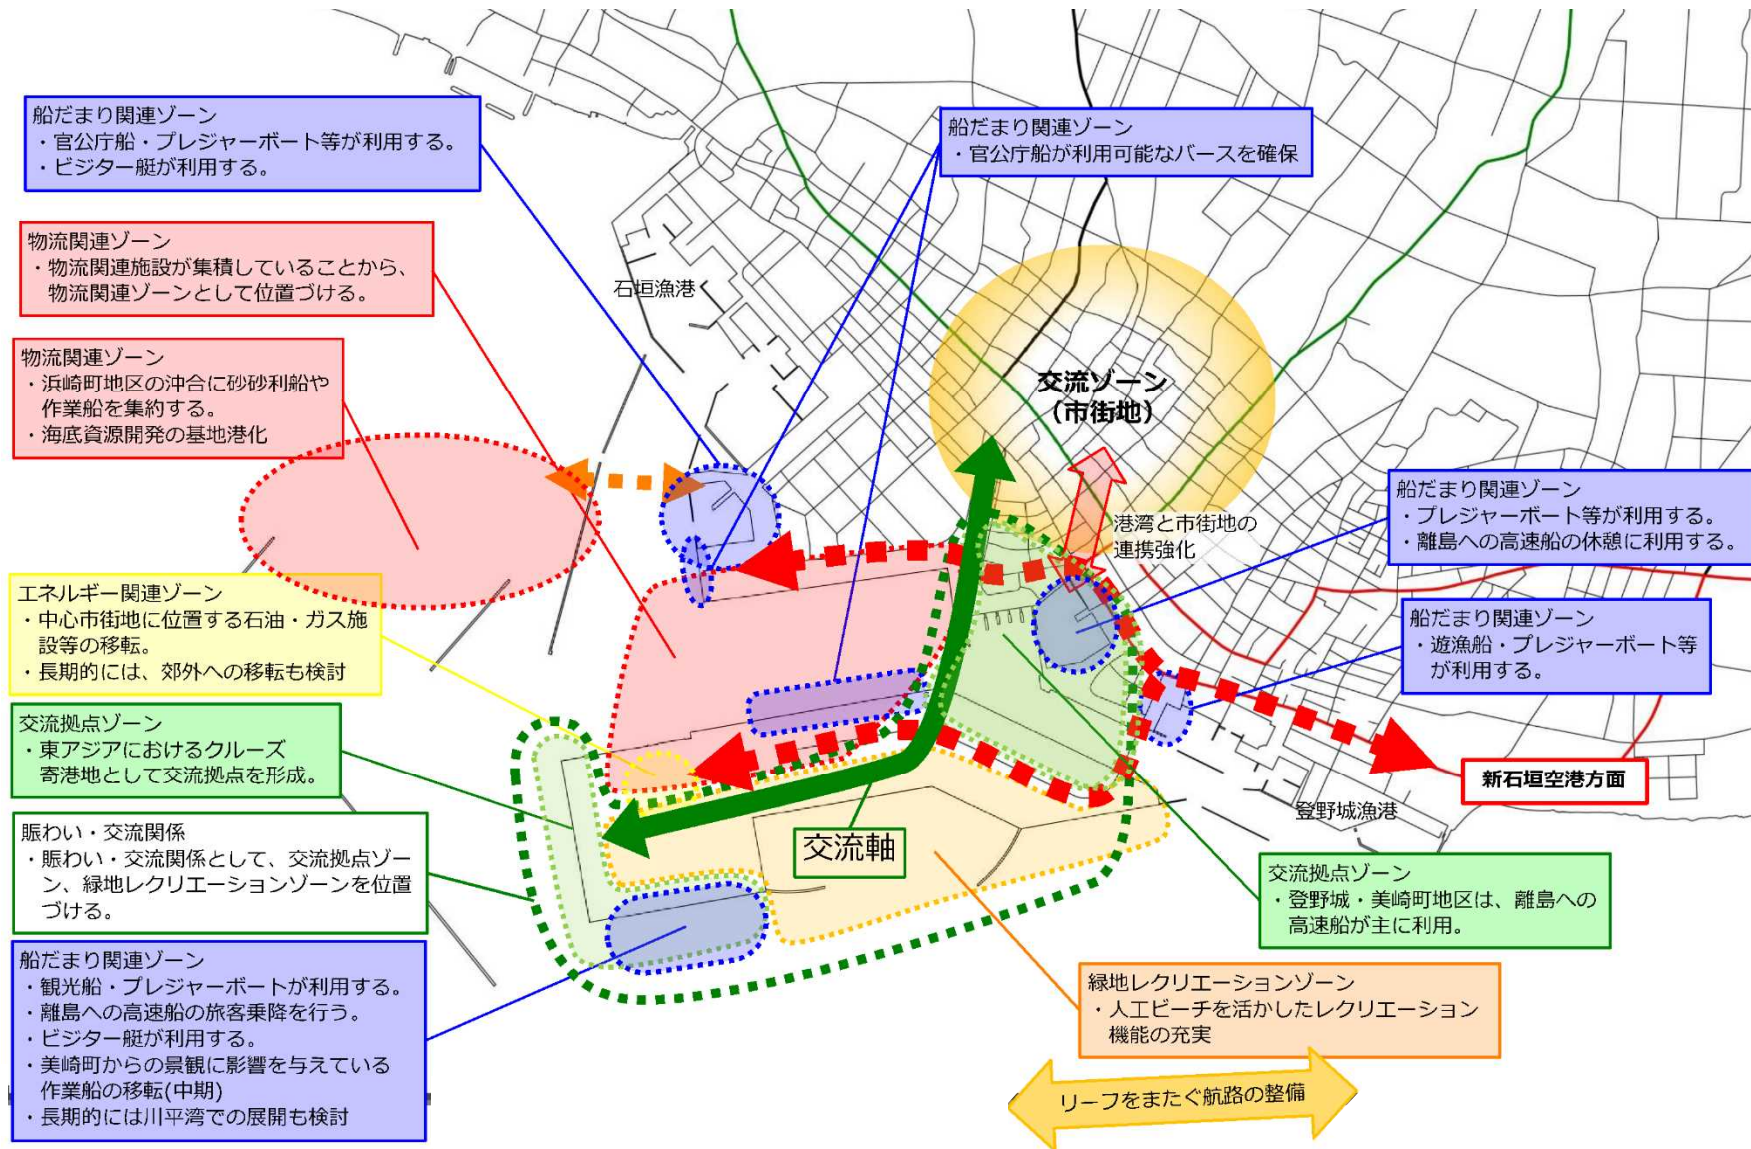 船だまり関連ゾーン
・官公庁船・プレジャーボート等が利用する。
・ビジター艇が利用する。
船だまり関連ゾーン
・官公庁船が利用可能なバースを確保
物流関連ゾーン
・物流関連施設が集積していることから、
物流関連ゾーンとして位置づける。
石垣漁港
物流関連ゾーン
・浜崎町地区の沖合に砂砂利船や
作業船を集約する。
・海底資源開発の基地港化
交流ゾーン
（市街地）
港湾と市街地の
連携強化
船だまり関連ゾーン
・プレジャーボート等が利用する。
・離島への高速船の休憩に利用する。
エネルギー関連ゾーン
・中心市街地に位置する石油・ガス施
設等の移転。
・長期的には、郊外への移転も検討
船だまり関連ゾーン
・遊漁船・プレジャーボート等
が利用する。
交流拠点ゾーン
・東アジアにおけるクルーズ
寄港地として交流拠点を形成。
新石垣空港方面
登野城漁港
賑わい・交流関係
・賑わい・交流関係として、交流拠点ゾー
ン、緑地レクリエーションゾーンを位置
づける。
交流軸
交流拠点ゾーン
・登野城・美崎町地区は、離島への
高速船が主に利用。
船だまり関連ゾーン
・観光船・プレジャーボートが利用する。
・離島への高速船の旅客乗降を行う。
・ビジター艇が利用する。
・美崎町からの景観に影響を与えている
作業船の移転(中期)
・長期的には川平湾での展開も検討
緑地レクリエーションゾーン
・人工ビーチを活かしたレクリエーション
機能の充実
リーフをまたぐ航路の整備